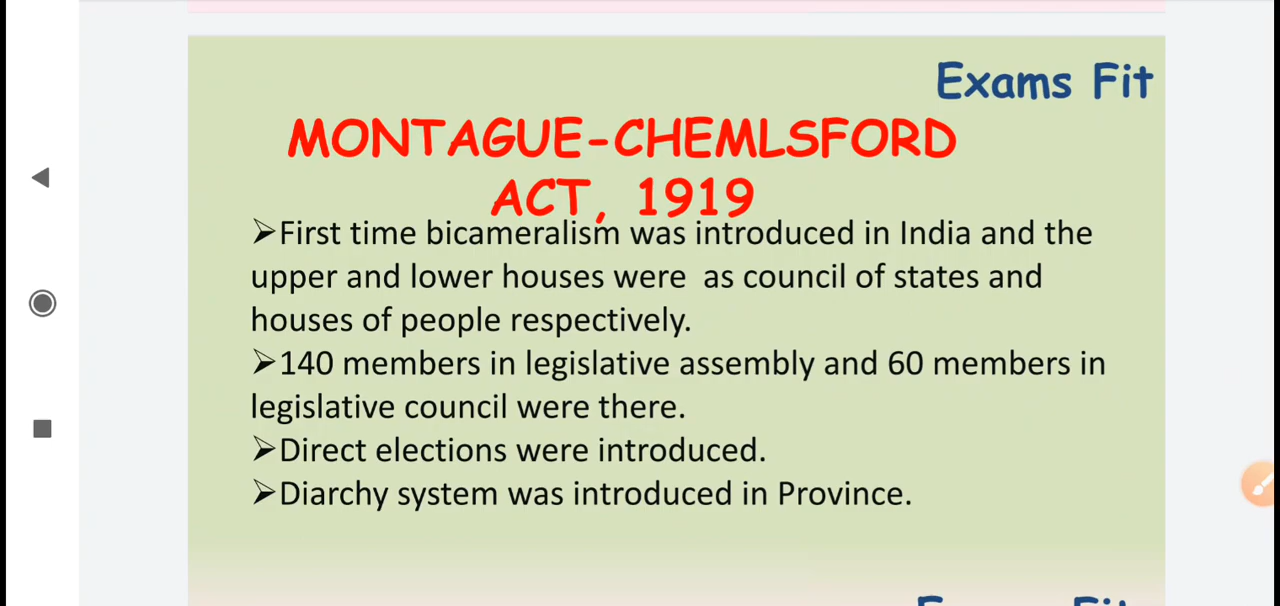 Exams Fit
MONTAGUE-CHEMLSFORD
ACT, 1919
➢First time bicameralism was introduced in India and the
upper and lower houses were as council of states and
houses of people respectively.
➢140 members in legislative assembly and 60 members in
legislative council were there.
➢Direct elections were introduced.
➢Diarchy system was introduced in Province.
Exams Fit